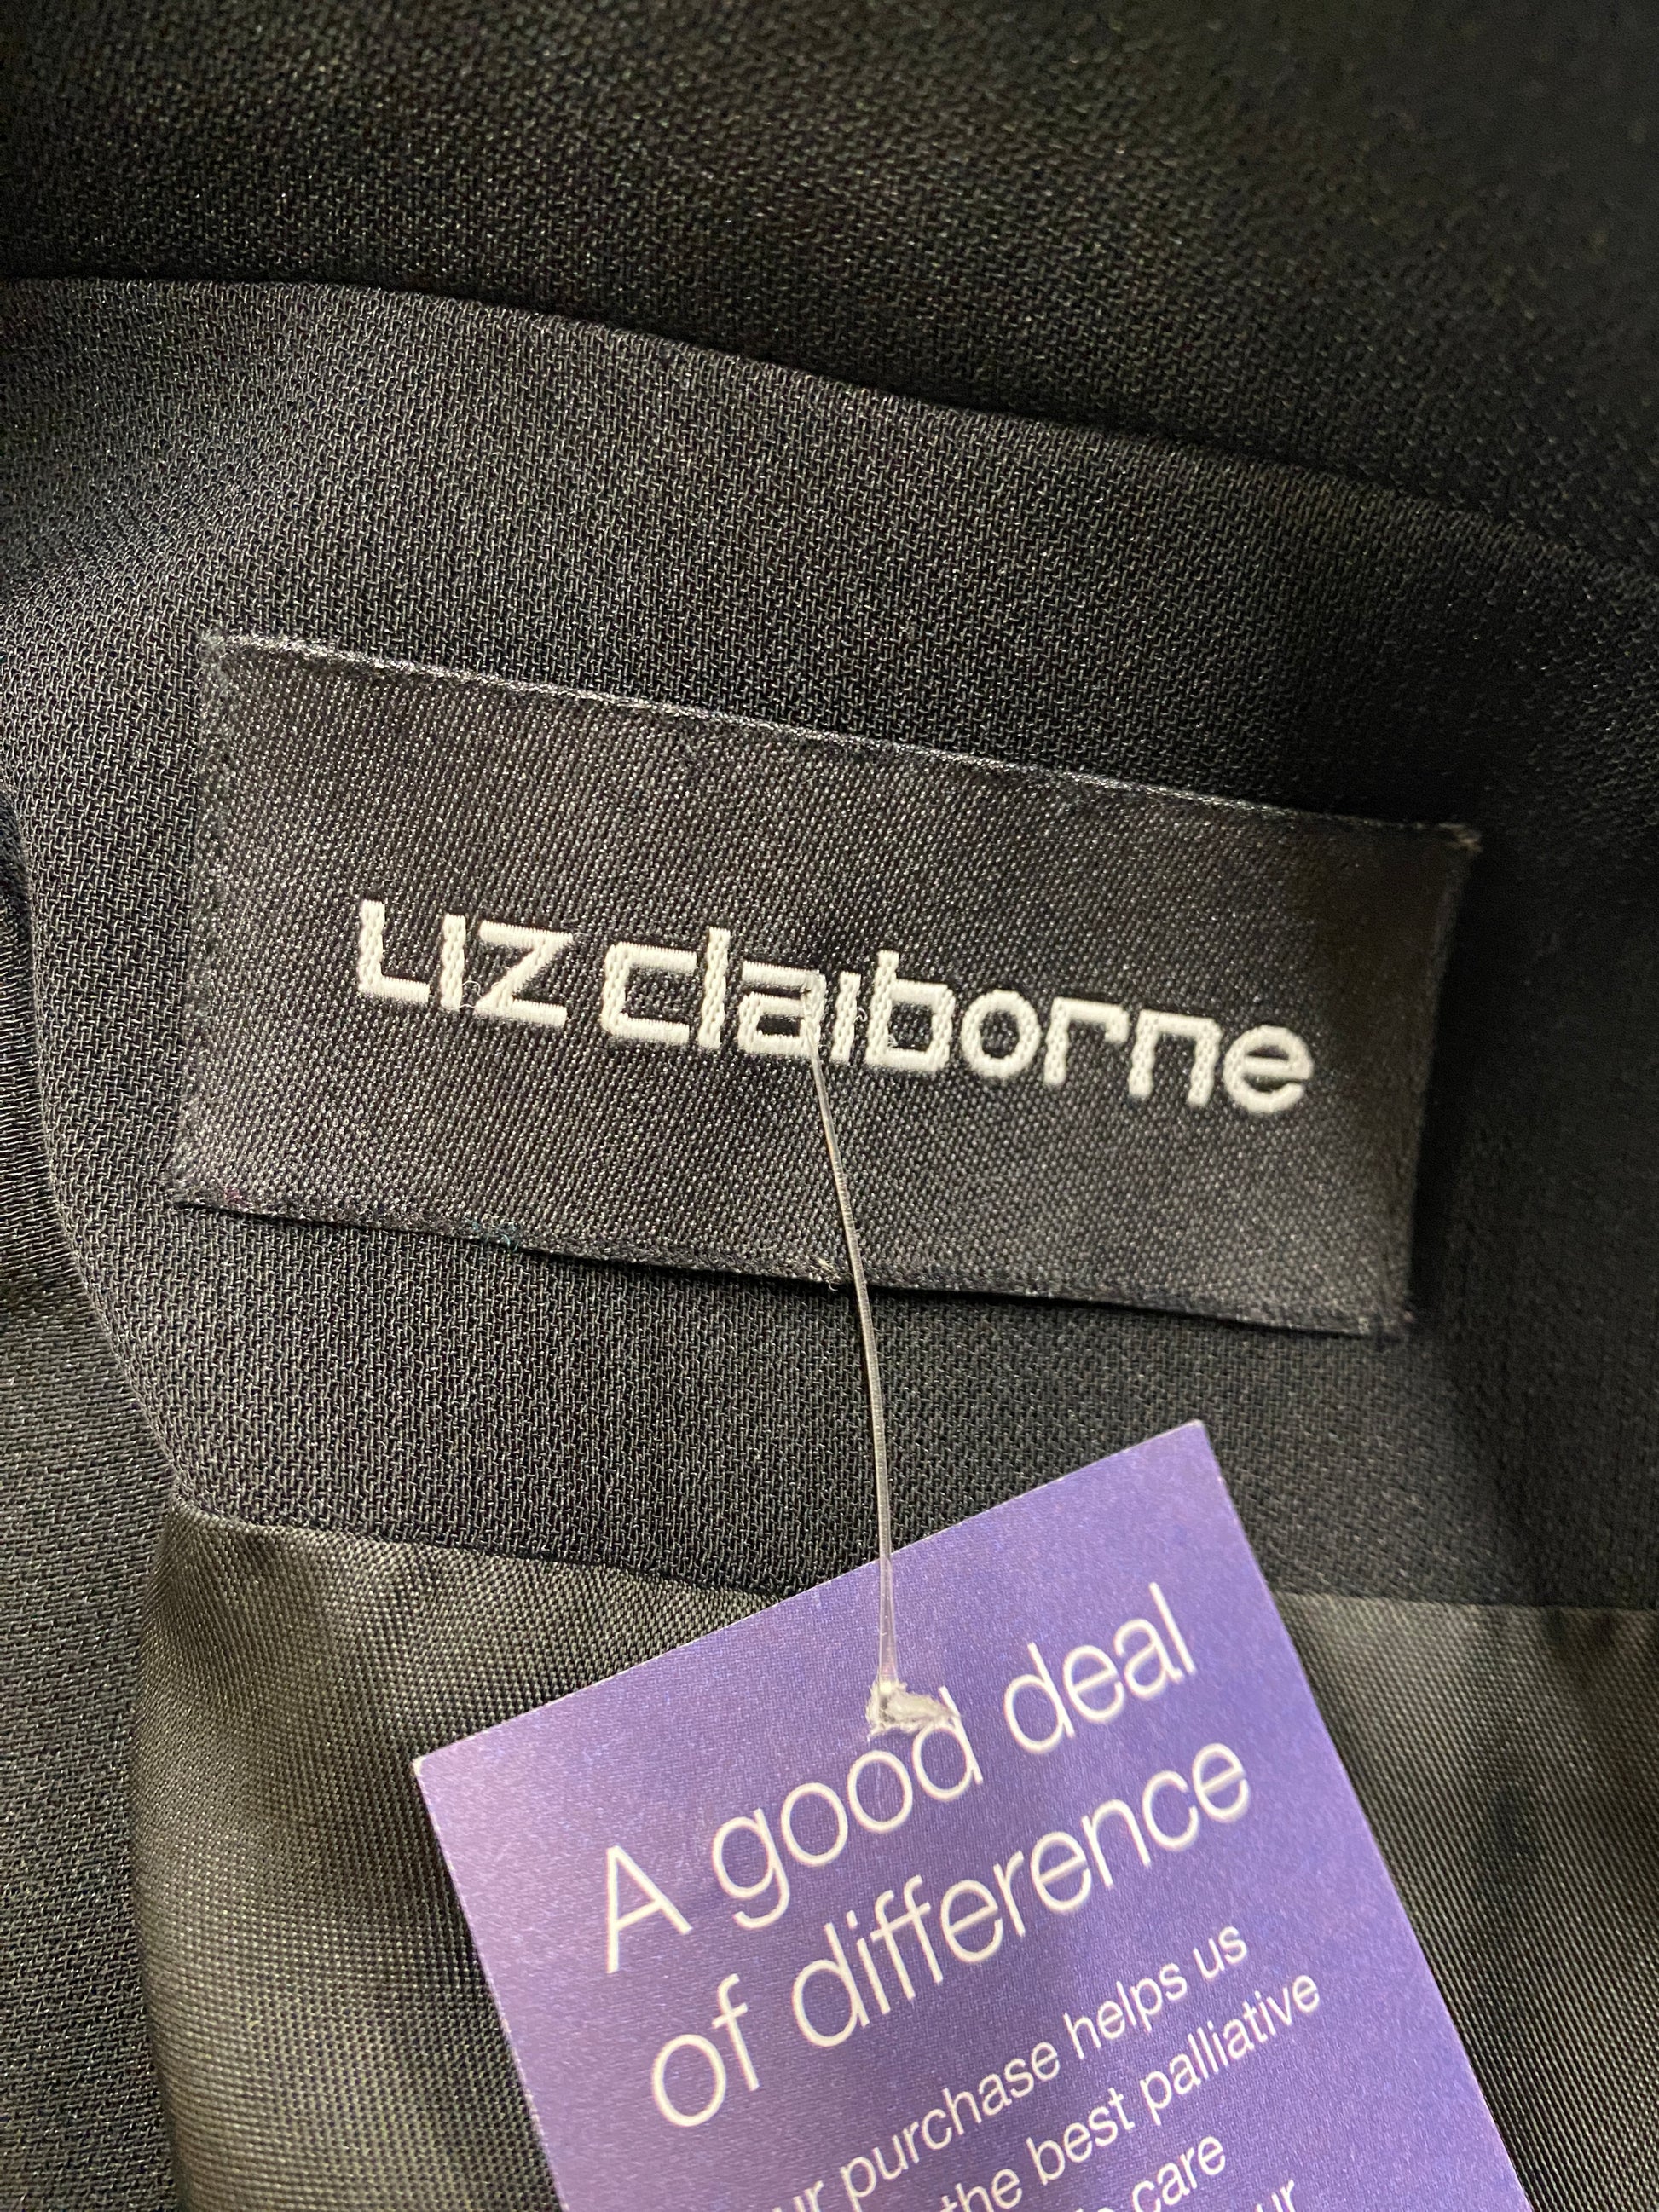 Liz claiborne
A good deal
of difference
purchase helps us
the best palliative
care